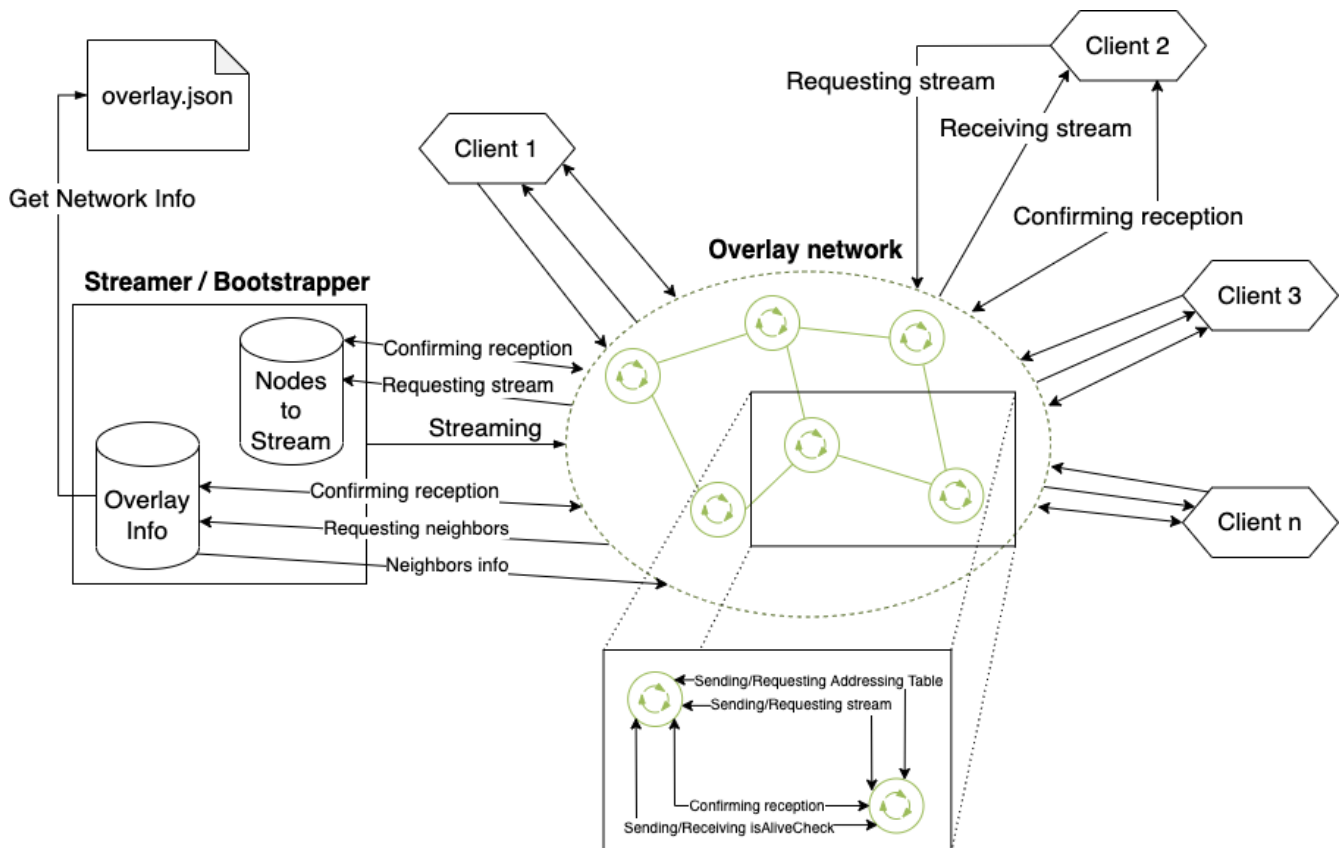 Client 2
Requesting stream
overlay.json
Receiving stream
Client 1
Get Network Info
Confirming reception
Overlay network
Streamer / Bootstrapper
Client 3
Confirming reception
Nodes
to
Stream
Requesting stream
Streaming
Overlay
Info
Confirming reception
Client n
Requesting neighbors
Neighbors info
Sending/Requesting Addressing Table
Sending/Requesting stream
Confirming reception
Sending/Receiving isAliveCheck